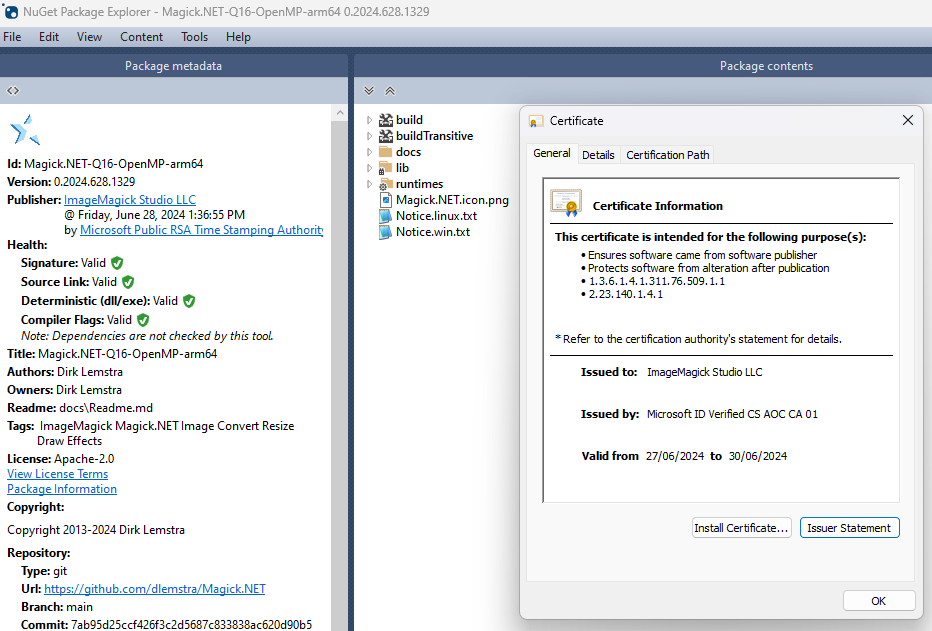 NuGet Package Explorer - Magick.NET-Q16-OpenMP-arm64 0.2024.628.1329
File Edit View Content Tools Help
Package metadata
Package contents
Id: Magick.NET-Q16-OpenMP-arm64
Version: 0.2024.628.1329
Publisher: ImageMagick Studio LLC
@ Friday, June 28, 2024 1:36:55 PM
by Microsoft Public RSA Time Stamping Authority
Health:
Signature: Valid
Source Link: Valid
Deterministic (dll/exe): Valid
Compiler Flags: Valid
Note: Dependencies are not checked by this tool.
Title: Magick.NET-Q16-OpenMP-arm64
Authors: Dirk Lemstra
Owners: Dirk Lemstra
Readme: docs\Readme.md
Tags: ImageMagick Magick.NET Image Convert Resize
Draw Effects
License: Apache-2.0
View License Terms
Package Information
Copyright:
Copyright 2013-2024 Dirk Lemstra
Repository:
Type: git
Url: https://github.com/dlemstra/Magick.NET
Branch: main
Commit: 7ab95d25ccf426f3c2d5687c833838ac620d90b5
build
buildTransitive
docs
lib
runtimes
Magick.NET.icon.png
Notice.linux.txt
Notice.win.txt
Certificate
General Details Certification Path
Certificate Information
This certificate is intended for the following purpose(s):
• Ensures software came from software publisher
• Protects software from alteration after publication
• 1.3.6.1.4.1.311.76.509.1.1
• 2.23.140.1.4.1
* Refer to the certification authority's statement for details.
Issued to: ImageMagick Studio LLC
Issued by: Microsoft ID Verified CS AOC CA 01
Valid from 27/06/2024 to 30/06/2024
Install Certificate... Issuer Statement
OK